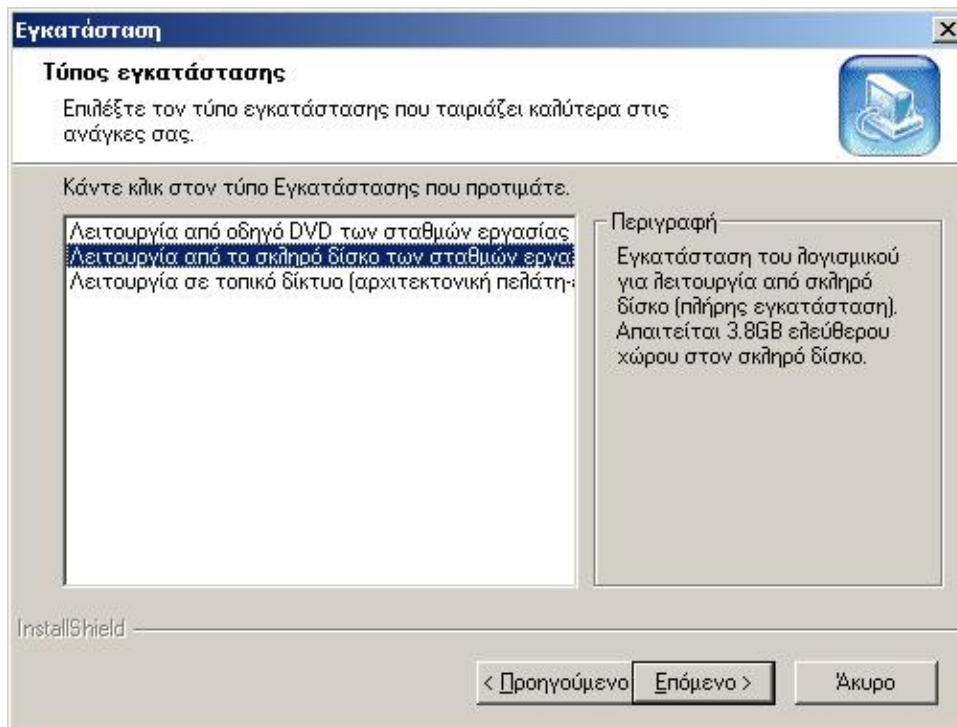 Εγκατάσταση
Τύπος εγκατάστασης
Επιλέξτε τον τύπο εγκατάστασης που ταιριάζει καλύτερα στις
ανάγκες σας.
Κάντε κλικ στον τύπο Εγκατάστασης που προτιμάτε.
Λειτουργία από οδηγό DVD των σταθμών εργασίας
Λειτουργία από το σκληρό δίσκο των σταθμών εργα
Λειτουργία σε τοπικό δίκτυο (αρχιτεκτονική πελάτη-
Περιγραφή
Εγκατάσταση του λογισμικού
για λειτουργία από σκληρό
δίσκο (πλήρης εγκατάσταση).
Απαιτείται 3.8GB ελεύθερου
χώρου στον σκληρό δίσκο.
InstallShield
< Προηγούμενο
Επόμενο >
Άκυρο